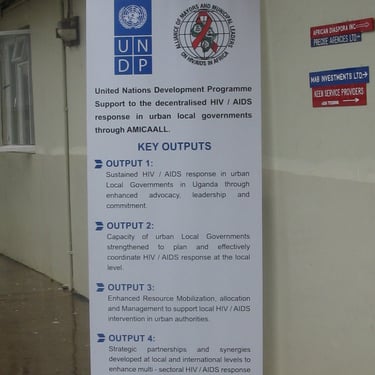 U N
D P
ALLIANCE OF MAYORS AND MUNICIPAL LEADERS
ON HIV/AIDS IN AFRICA
United Nations Development Programme
Support to the decentralised HIV / AIDS
response in urban local governments
through AMICAALL.
KEY OUTPUTS
OUTPUT 1:
Sustained HIV / AIDS response in urban
Local Governments in Uganda through
enhanced advocacy, leadership and
commitment.
OUTPUT 2:
Capacity of urban Local Governments
strengthened to plan and effectively
coordinate HIV / AIDS response at the local
level.
OUTPUT 3:
Enhanced Resource Mobilization, allocation
and Management to support local HIV / AIDS
intervention in urban authorities.
OUTPUT 4:
Strategic partnerships and synergies
developed at local and international levels to
enhance multi - sectoral HIV / AIDS response
AFRICAN DIASPORA INC
AGENCIES LTD
MAB INVESTMENTS LTD
KEEN SERVICE PROVIDERS